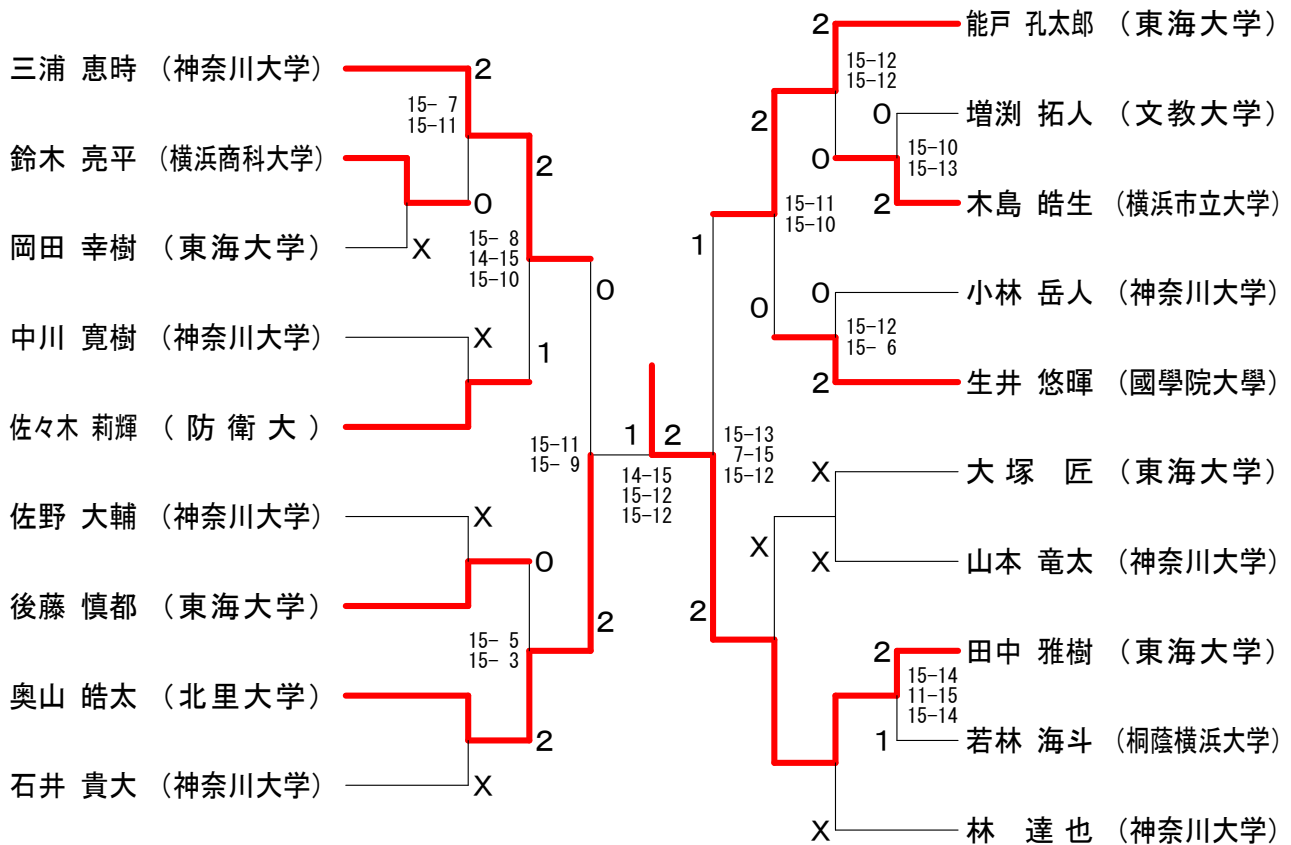 三浦 恵時 （神奈川大学）
2
15- 7
15-11
鈴木 亮平 （横浜商科大学）
2
0
岡田 幸樹 （東海大学）
X
15- 8
14-15
15-10
0
中川 寛樹 （神奈川大学）
X
1
佐々木 莉輝 （ 防 衛 大 ）
15-11
15- 9
1
2
14-15
15-12
15-12
佐野 大輔 （神奈川大学）
X
0
後藤 慎都 （東海大学）
2
15- 5
15- 3
奥山 皓太 （北里大学）
2
石井 貴大 （神奈川大学）
X
2
能戸 孔太郎 （東海大学）
15-12
15-12
2
0
増渕 拓人 （文教大学）
15-10
15-13
0
2
木島 皓生 （横浜市立大学）
15-11
15-10
1
0
0
小林 岳人 （神奈川大学）
15-12
15- 6
2
生井 悠暉 （國學院大學）
15-13
7-15
15-12
X
大塚 匠 （東海大学）
X
X
山本 竜太 （神奈川大学）
2
2
田中 雅樹 （東海大学）
15-14
11-15
15-14
1
若林 海斗 （桐蔭横浜大学）
X
林 達也 （神奈川大学）